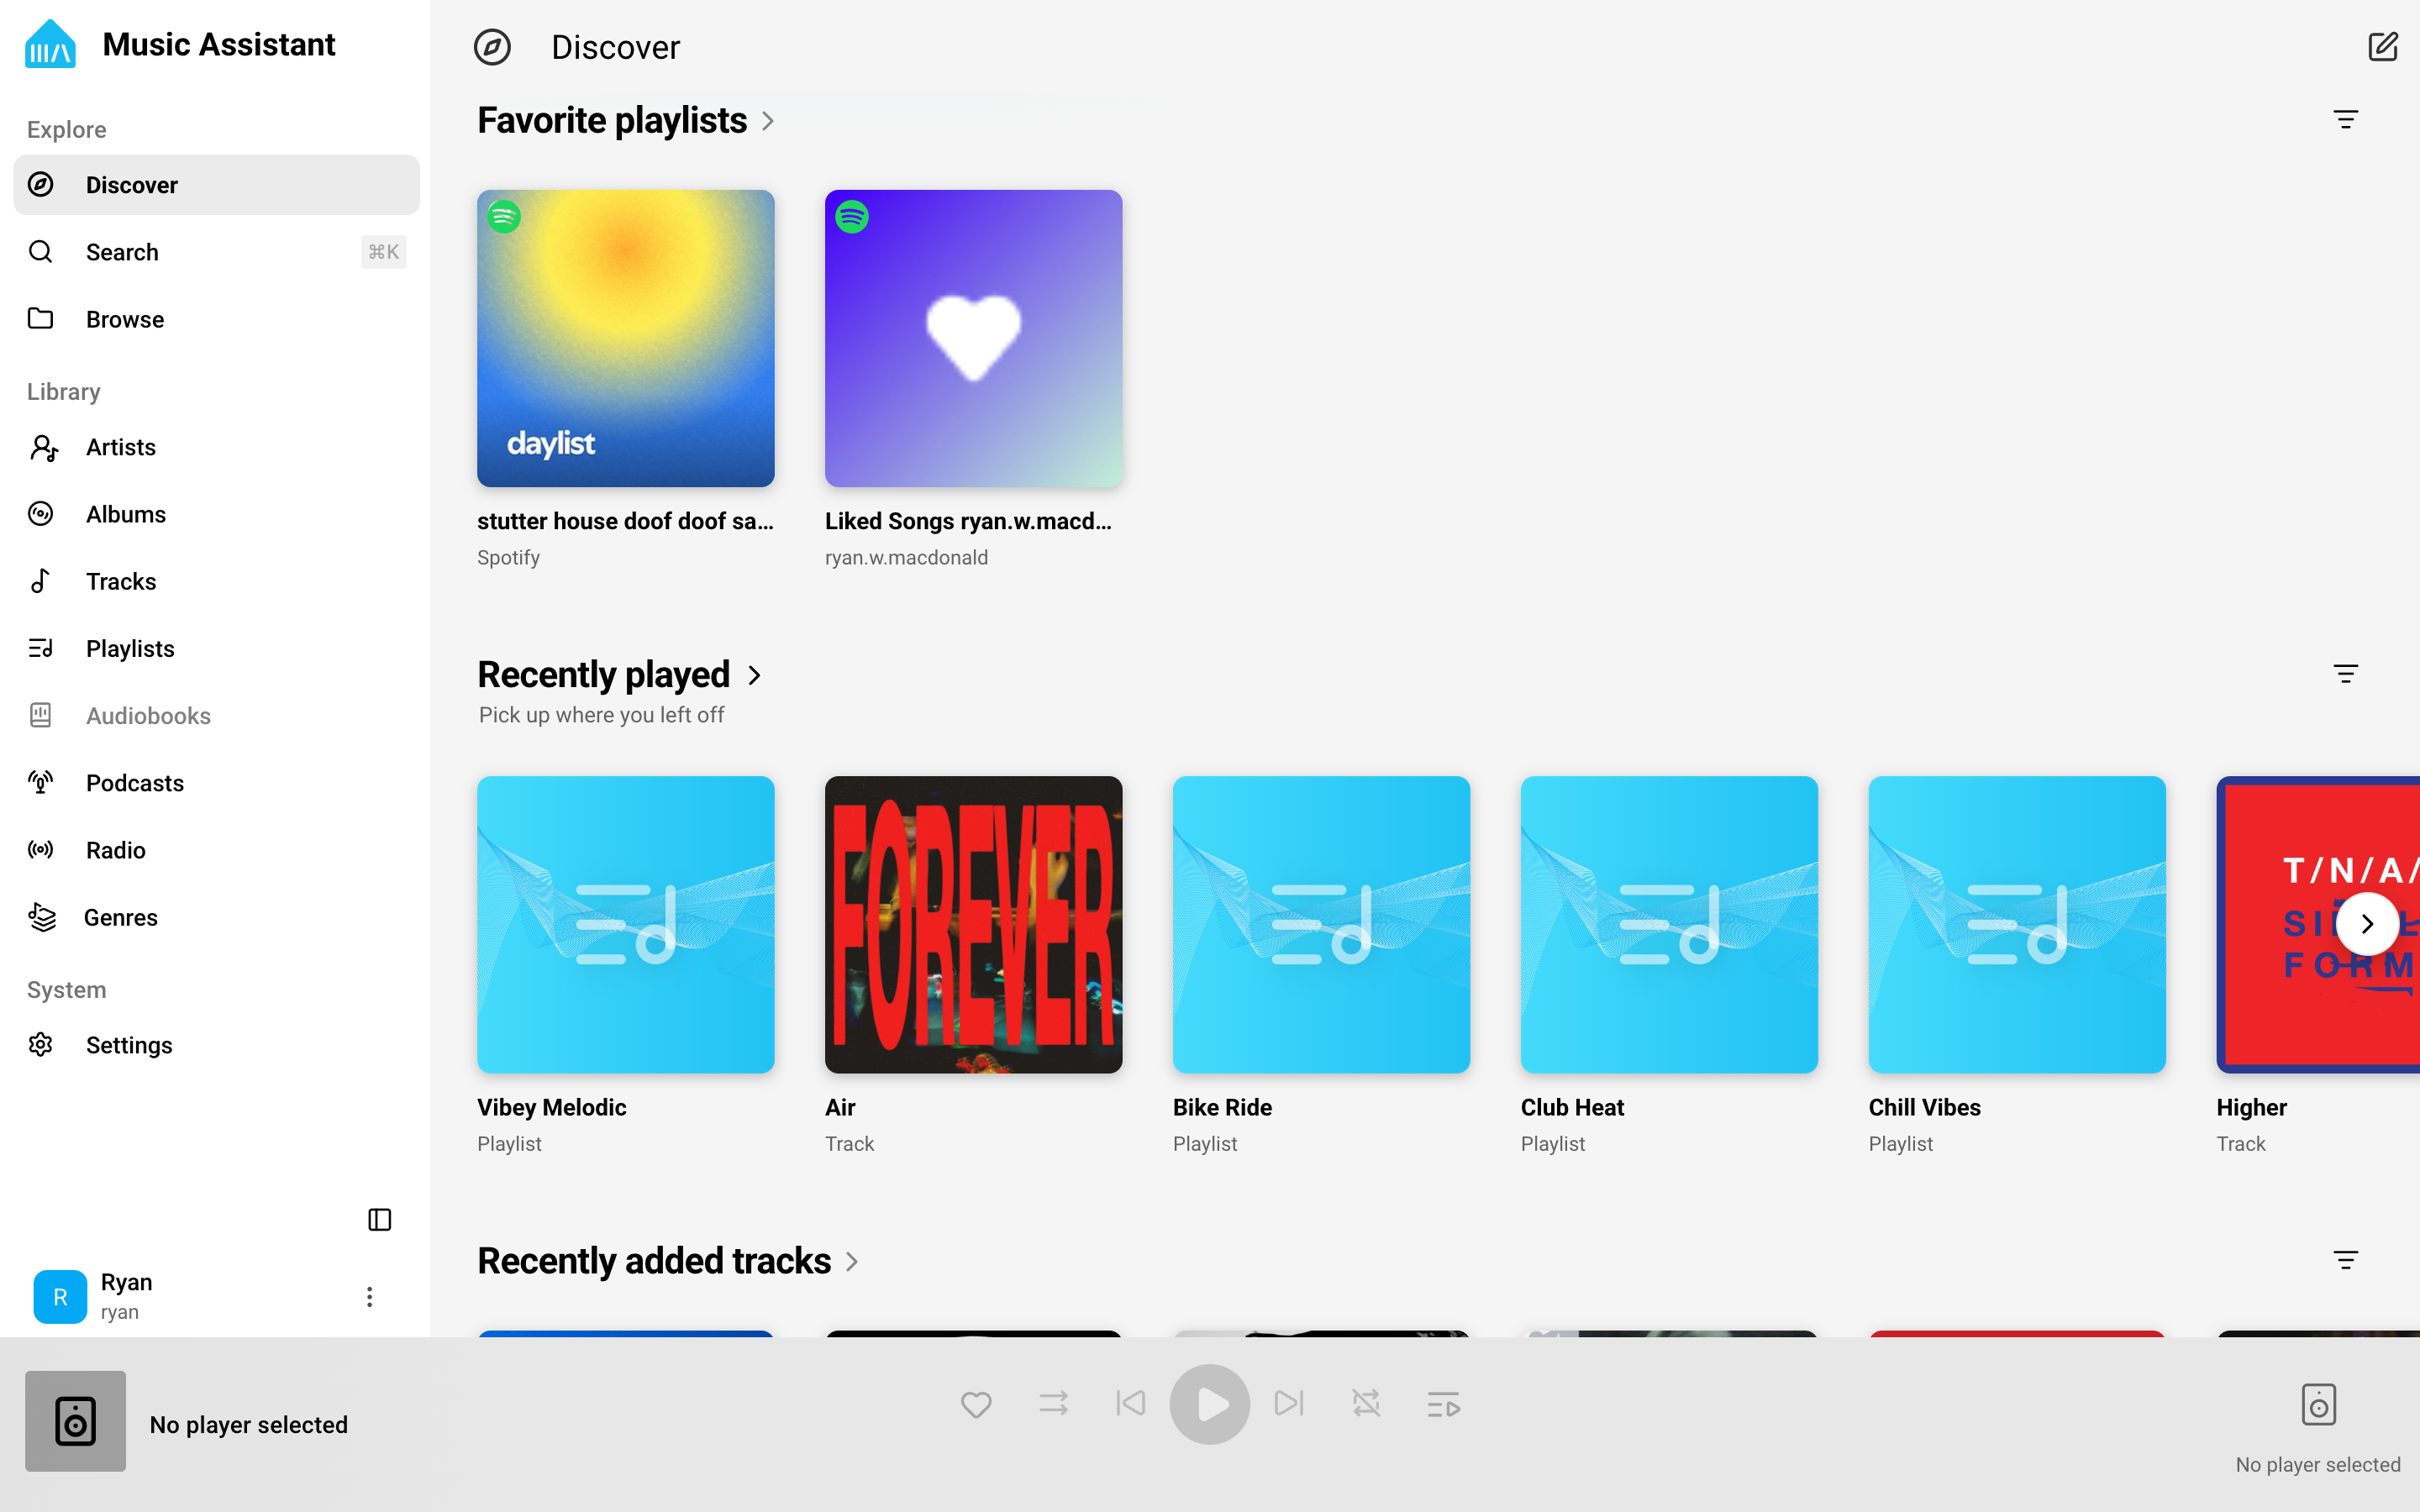 Music Assistant
Explore
Discover
Search
⌘K
Browse
Library
Artists
Albums
Tracks
Playlists
Audiobooks
Podcasts
Radio
Genres
System
Settings
R
Ryan
ryan
Discover
Favorite playlists
daylist
stutter house doof doof sa...
Spotify
Liked Songs ryan.w.macd...
ryan.w.macdonald
Recently played
Pick up where you left off
FOREVER
T/N/A/
FORM
Vibey Melodic
Playlist
Air
Track
Bike Ride
Playlist
Club Heat
Playlist
Chill Vibes
Playlist
Higher
Track
Recently added tracks
No player selected
No player selected